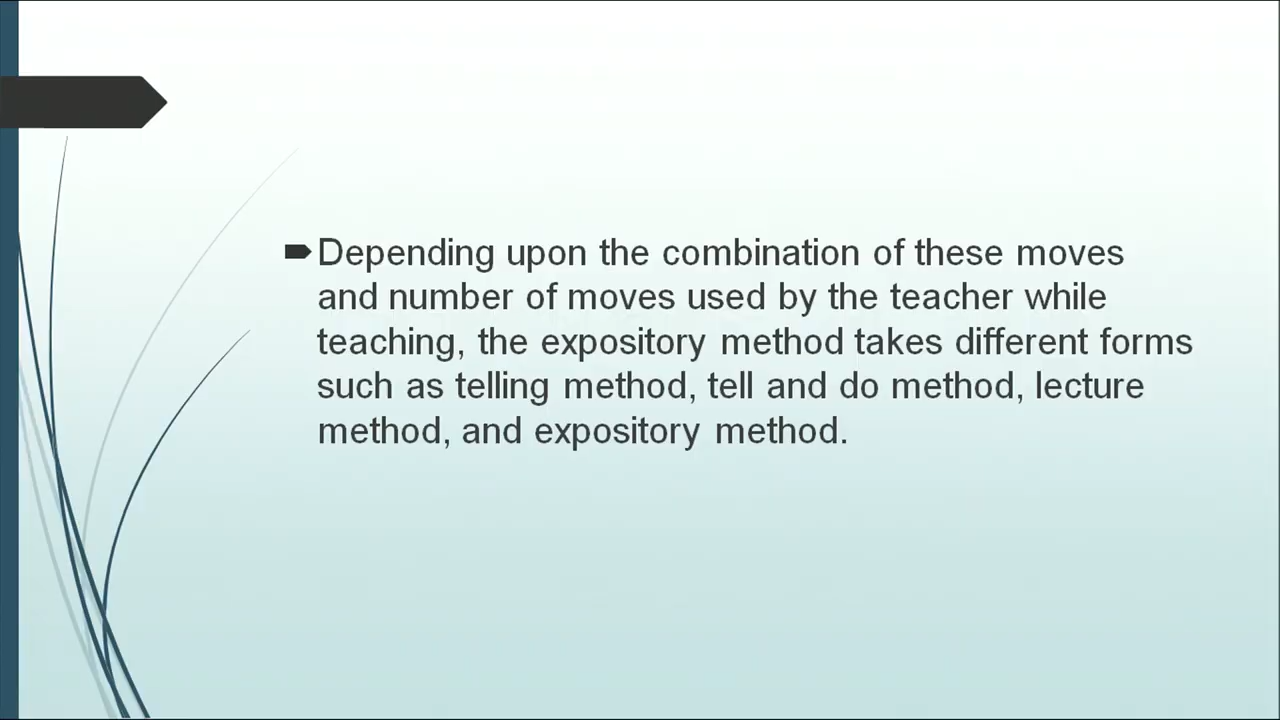 Depending upon the combination of these moves
and number of moves used by the teacher while
teaching, the expository method takes different forms
such as telling method, tell and do method, lecture
method, and expository method.